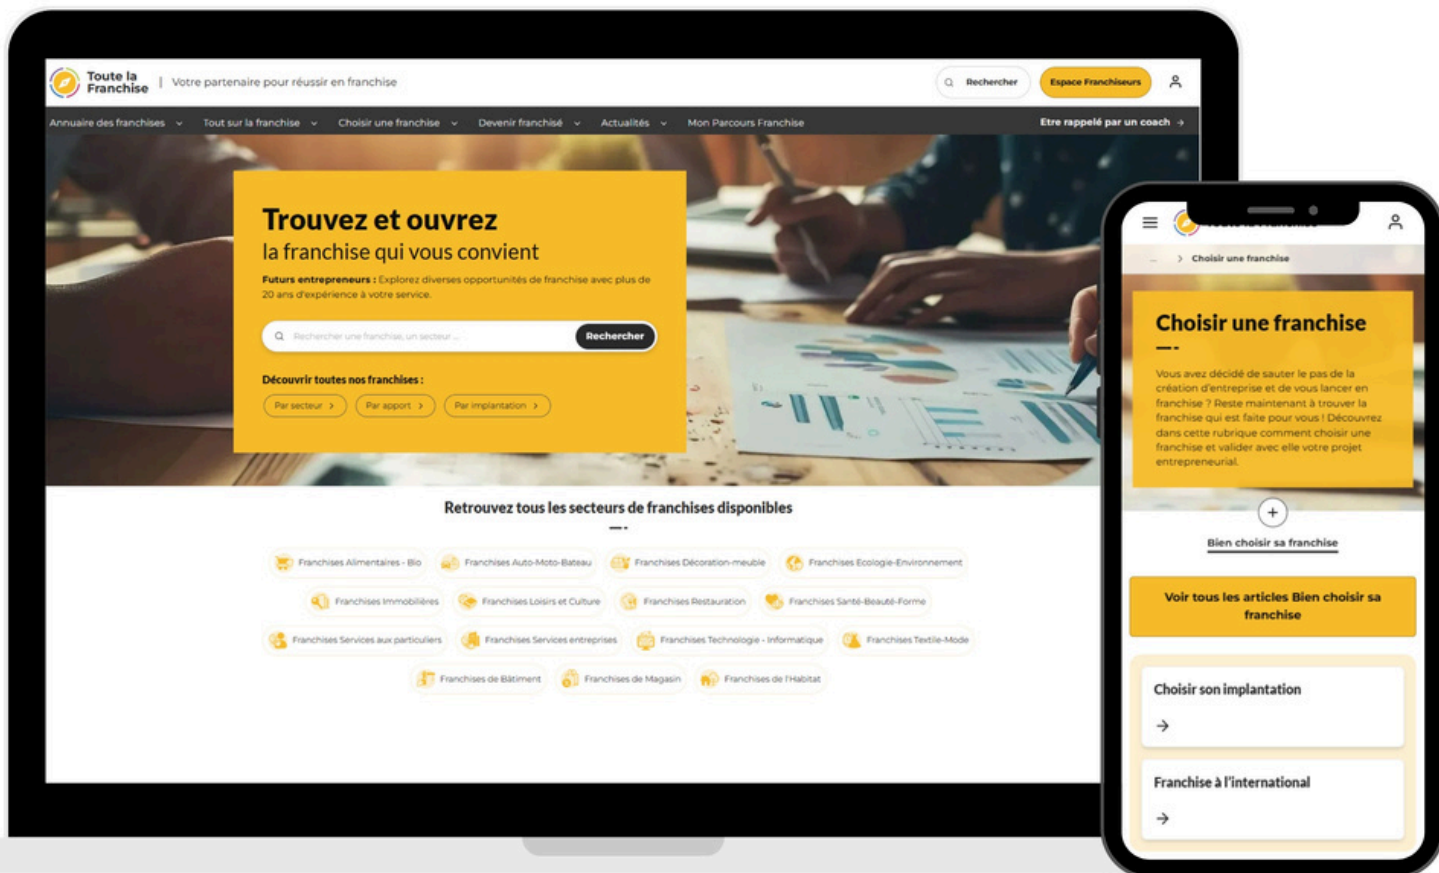 Toute la
Franchise
Votre partenaire pour réussir en franchise
Rechercher
Espace Franchiseurs
Annuaire des franchises
Tout sur la franchise
Choisir une franchise
Devenir franchisé
Actualités
Mon Parcours Franchise
Etre rappelé par un coach
Trouvez et ouvrez
la franchise qui vous convient
Futurs entrepreneurs : Explorez diverses opportunités de franchise avec plus de
20 ans d'expérience à votre service.
Rechercher une franchise, un secteur ...
Rechercher
Découvrir toutes nos franchises :
Par secteur
Par apport
Par implantation
Retrouvez tous les secteurs de franchises disponibles
Franchises Alimentaires - Bio
Franchises Auto-Moto-Bateau
Franchises Décoration-meuble
Franchises Ecologie-Environnement
Franchises Immobilières
Franchises Loisirs et Culture
Franchises Restauration
Franchises Santé-Beauté-Forme
Franchises Services aux particuliers
Franchises Services entreprises
Franchises Technologie - Informatique
Franchises Textile-Mode
Franchises de Bâtiment
Franchises de Magasin
Franchises de l'Habitat
... > Choisir une franchise
Choisir une franchise
Vous avez décidé de sauter le pas de la
création d'entreprise et de vous lancer en
franchise ? Reste maintenant à trouver la
franchise qui est faite pour vous ! Découvrez
dans cette rubrique comment choisir une
franchise et valider avec elle votre projet
entrepreneurial.
Bien choisir sa franchise
Voir tous les articles Bien choisir sa
franchise
Choisir son implantation
Franchise à l'international